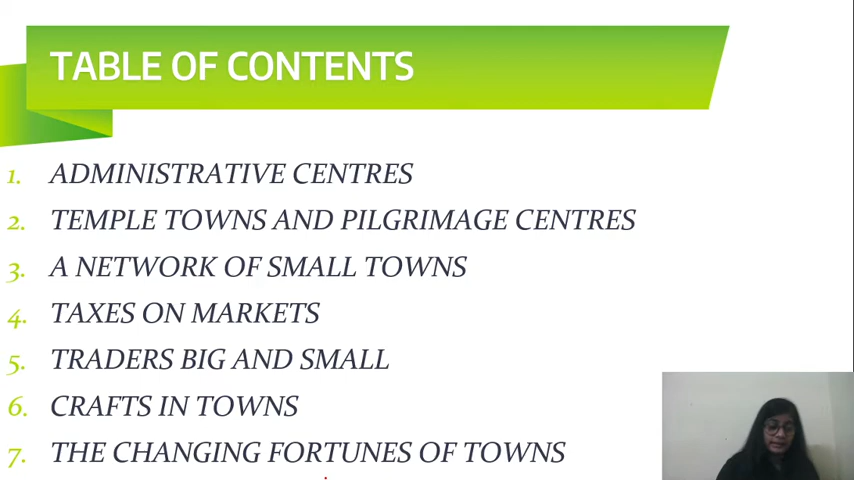 TABLE OF CONTENTS
1. ADMINISTRATIVE CENTRES
2. TEMPLE TOWNS AND PILGRIMAGE CENTRES
3. A NETWORK OF SMALL TOWNS
4. TAXES ON MARKETS
5. TRADERS BIG AND SMALL
6. CRAFTS IN TOWNS
7. THE CHANGING FORTUNES OF TOWNS